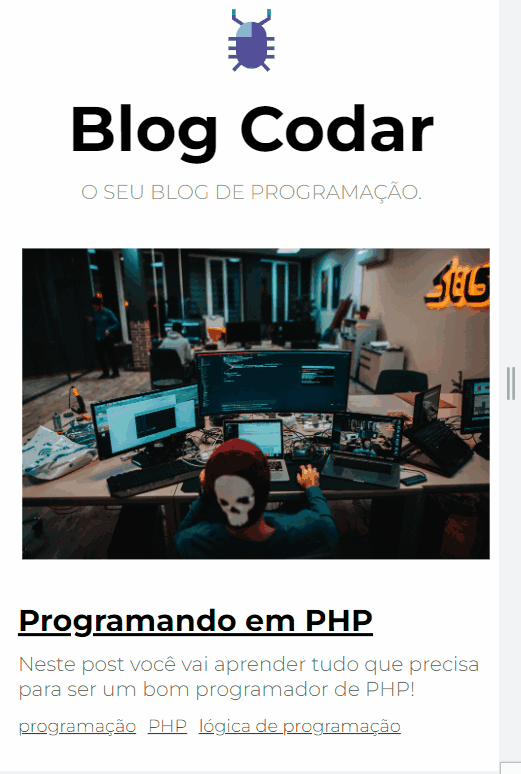 Blog Codar
O SEU BLOG DE PROGRAMAÇÃO.
Programando em PHP
Neste post você vai aprender tudo que precisa
para ser um bom programador de PHP!
programação PHP lógica de programação